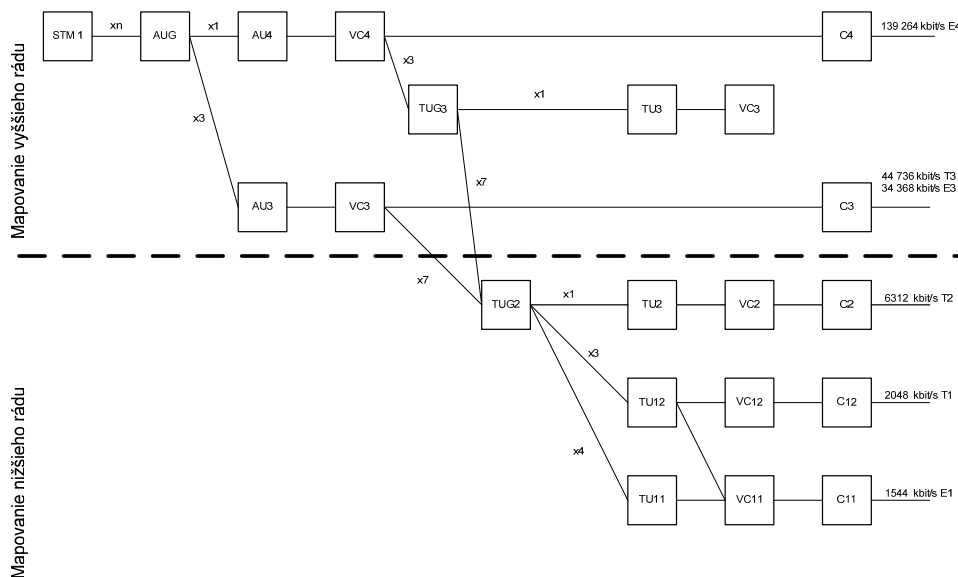 Mapovanie vyššieho rádu
STM 1
xn
AUG
x1
AU4
VC4
C4
139 264 kbit/s E4
x3
x3
TUG3
x1
TU3
VC3
x7
AU3
VC3
C3
44 736 kbit/s T3
34 368 kbit/s E3
Mapovanie nižšieho rádu
x7
TUG2
x1
TU2
VC2
C2
6312 kbit/s T2
x3
TU12
VC12
C12
2048 kbit/s T1
x4
TU11
VC11
C11
1544 kbit/s E1